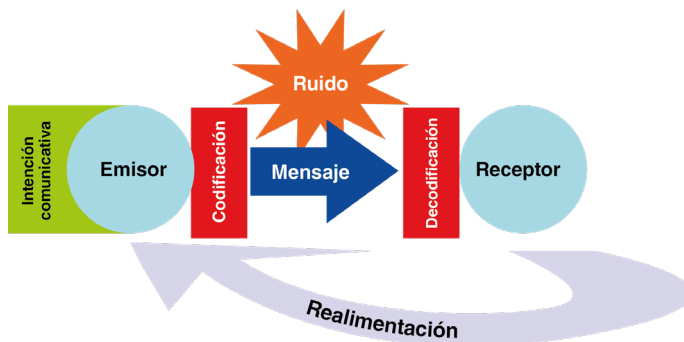 Ruido
Intención
comunicativa
Emisor
Codificación
Mensaje
Decodificación
Receptor
Realimentación